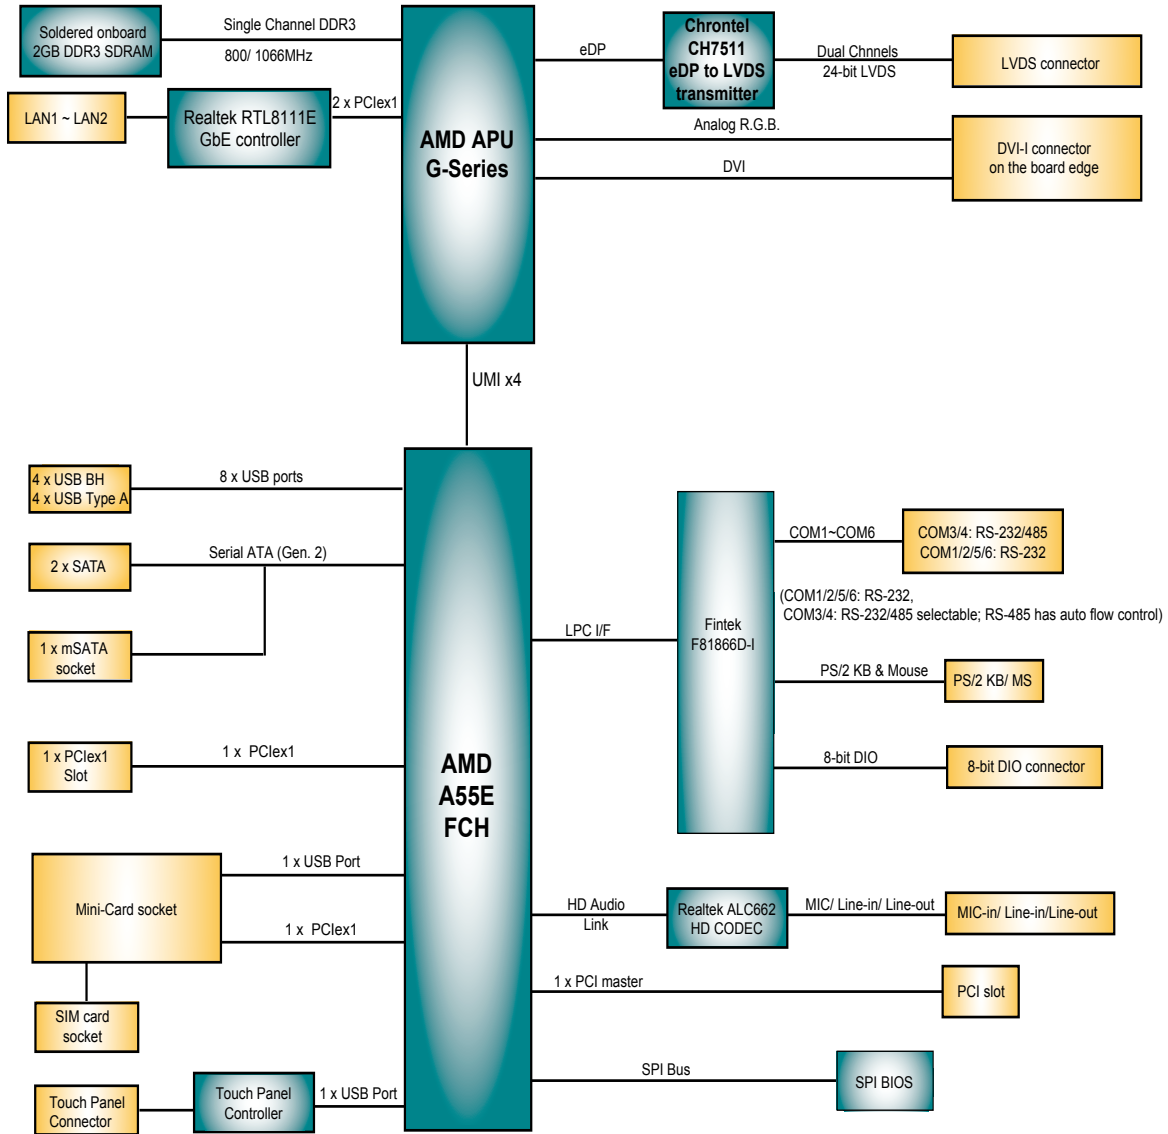 Soldered onboard
2GB DDR3 SDRAM
Single Channel DDR3
800/ 1066MHz
LAN1 ~ LAN2
Realtek RTL8111E
GbE controller
2 x PCIex1
AMD APU
G-Series
eDP
Chrontel
CH7511
eDP to LVDS
transmitter
Dual Chnnels
24-bit LVDS
LVDS connector
Analog R.G.B.
DVI
DVI-I connector
on the board edge
UMI x4
4 x USB BH
4 x USB Type A
8 x USB ports
2 x SATA
Serial ATA (Gen. 2)
1 x mSATA
socket
1 x PCIex1
Slot
1 x PCIex1
AMD
A55E
FCH
Mini-Card socket
1 x USB Port
1 x PCIex1
SIM card
socket
Touch Panel
Connector
Touch Panel
Controller
1 x USB Port
LPC I/F
Fintek
F81866D-I
COM1~COM6
COM3/4: RS-232/485
COM1/2/5/6: RS-232
(COM1/2/5/6: RS-232,
COM3/4: RS-232/485 selectable; RS-485 has auto flow control)
PS/2 KB & Mouse
PS/2 KB/ MS
8-bit DIO
8-bit DIO connector
HD Audio
Link
Realtek ALC662
HD CODEC
MIC/ Line-in/ Line-out
MIC-in/ Line-in/Line-out
1 x PCI master
PCI slot
SPI Bus
SPI BIOS